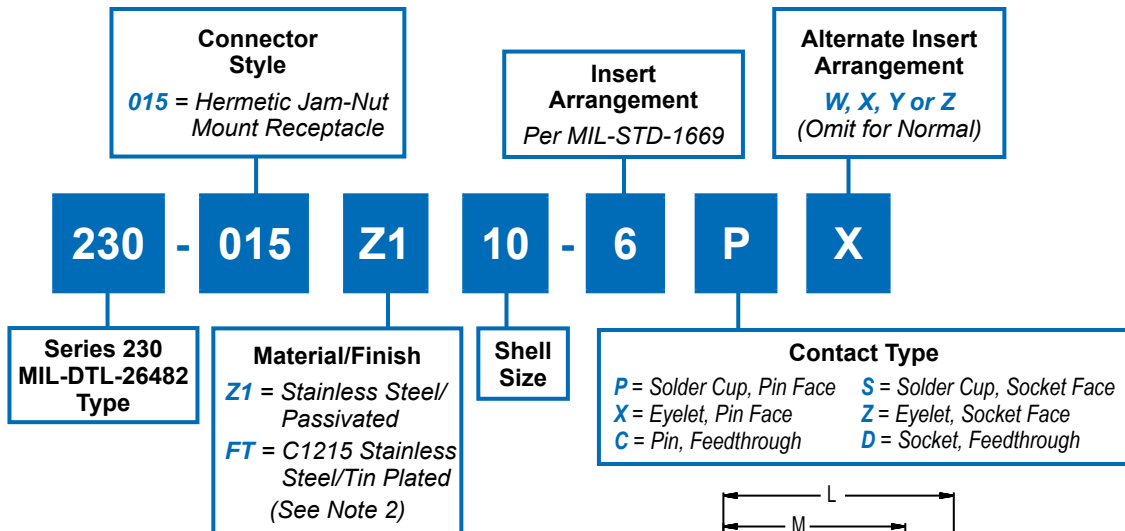 Connector
Style
015 = Hermetic Jam-Nut
Mount Receptacle
Insert
Arrangement
Per MIL-STD-1669
Alternate Insert
Arrangement
W, X, Y or Z
(Omit for Normal)
230 - 015 Z1 10 - 6 P X
Series 230
MIL-DTL-26482
Type
Material/Finish
Z1 = Stainless Steel/
Passivated
FT = C1215 Stainless
Steel/Tin Plated
(See Note 2)
Shell
Size
Contact Type
P = Solder Cup, Pin Face S = Solder Cup, Socket Face
X = Eyelet, Pin Face Z = Eyelet, Socket Face
C = Pin, Feedthrough D = Socket, Feedthrough
L
M